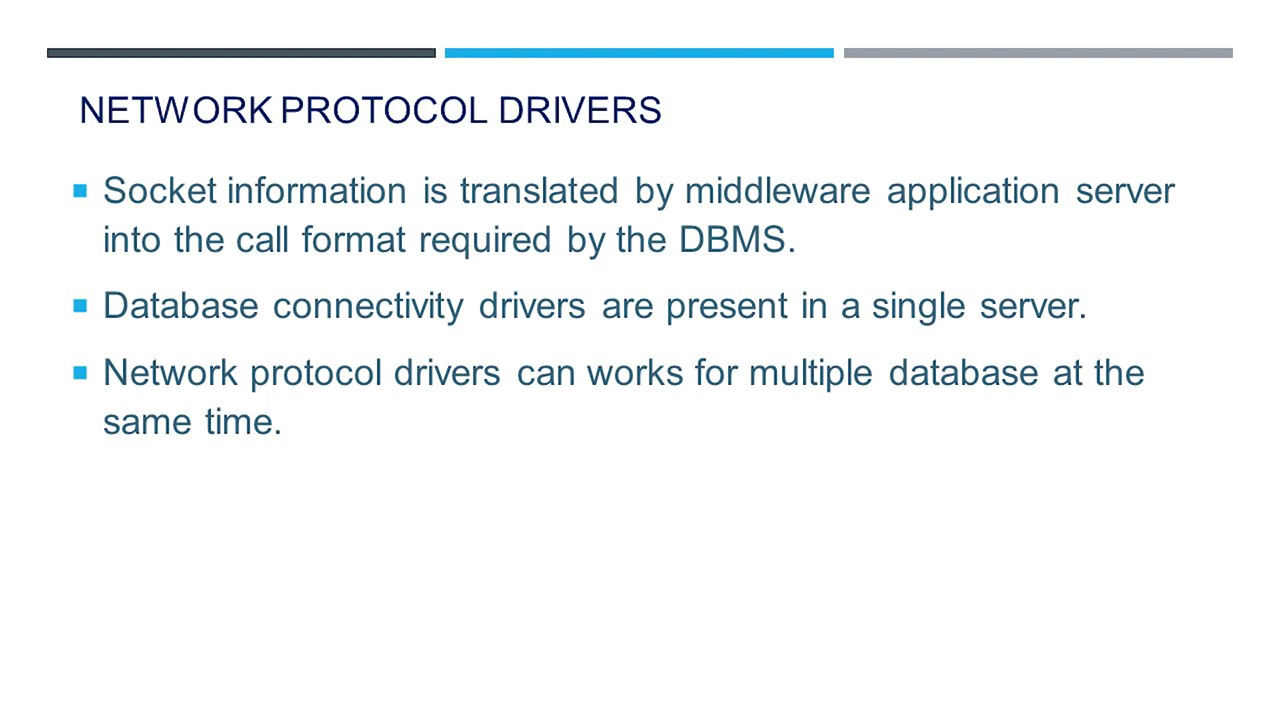 NETWORK PROTOCOL DRIVERS
Socket information is translated by middleware application server
into the call format required by the DBMS.
Database connectivity drivers are present in a single server.
Network protocol drivers can works for multiple database at the
same time.